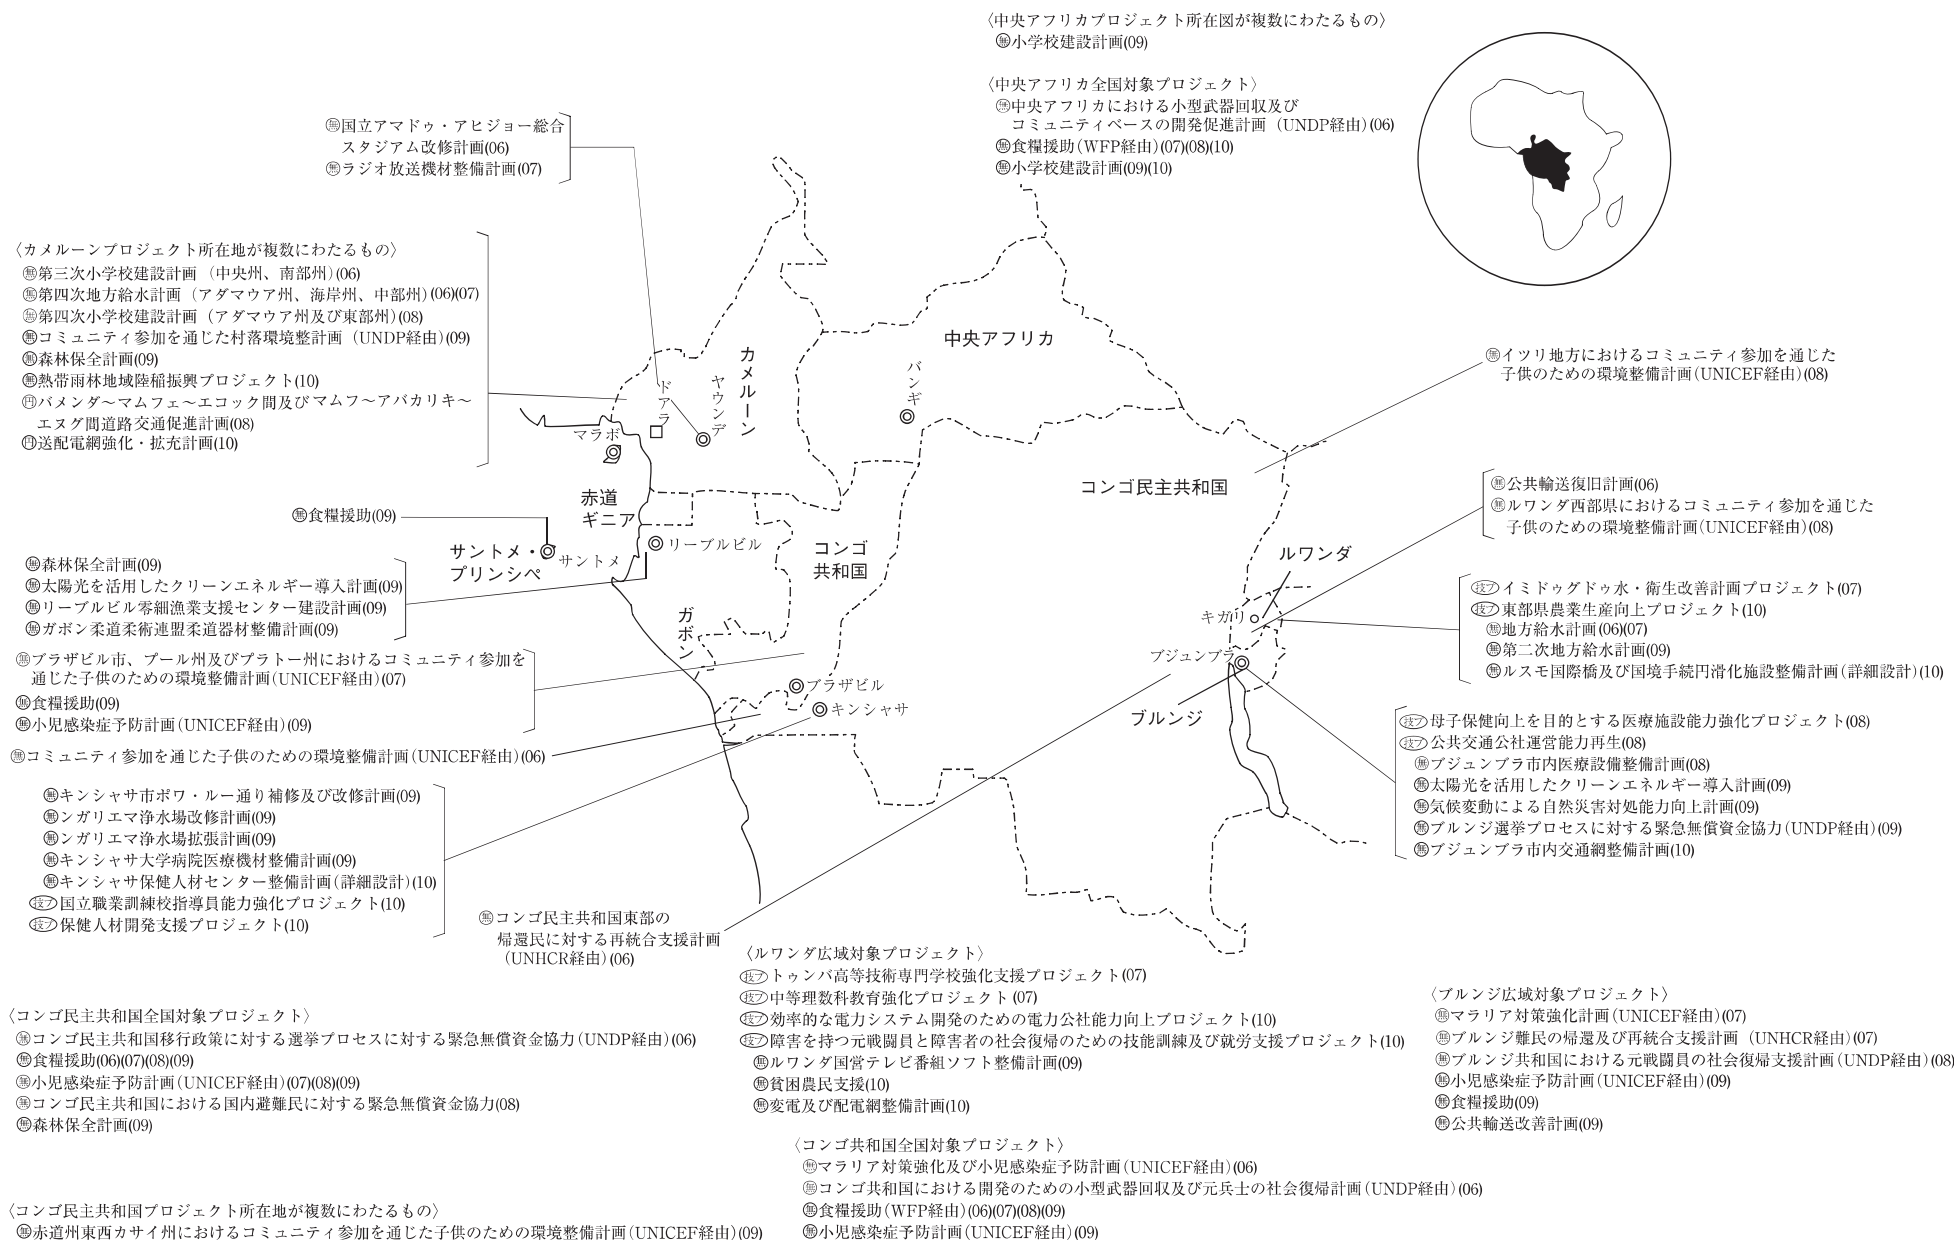 〈中央アフリカプロジェクト所在図が複数にわたるもの〉
㊀無小学校建設計画(09)
〈中央アフリカ全国対象プロジェクト〉
無中央アフリカにおける小型武器回収及び
コミュニティベースの開発促進計画（UNDP経由）(06)
無食糧援助（WFP経由）(07)(08)(10)
無小学校建設計画(09)(10)
無国立アマドゥ・アヒジョー総合
スタジアム改修計画(06)
無ラジオ放送機材整備計画(07)
〈カメルーンプロジェクト所在地が複数にわたるもの〉
無第三次小学校建設計画（中央州、南部州）(06)
無第四次地方給水計画（アダマウア州、海岸州、中部州）(06)(07)
無第四次小学校建設計画（アダマウア州及び東部州）(08)
無コミュニティ参加を通じた村落環境整計画（UNDP経由）(09)
無森林保全計画(09)
無熱帯雨林地域陸稲振興プロジェクト(10)
円バメンダ～マムフェ～エコック間及びマムフ～アバカリキ～
エヌグ間道路交通促進計画(08)
円送配電網強化・拡充計画(10)
無食糧援助(09)
無森林保全計画(09)
無太陽光を活用したクリーンエネルギー導入計画(09)
無リーブルビル零細漁業支援センター建設計画(09)
無ガボン柔道柔術連盟柔道器材整備計画(09)
無ブラザビル市、プール州及びプラトー州におけるコミュニティ参加を
通じた子供のための環境整備計画（UNICEF経由）(07)
無食糧援助(09)
無小児感染症予防計画（UNICEF経由）(09)
無コミュニティ参加を通じた子供のための環境整備計画（UNICEF経由）(06)
無キンシャサ市ポワ・ルー通り補修及び改修計画(09)
無ンガリエマ浄水場改修計画(09)
無ンガリエマ浄水場拡張計画(09)
無キンシャサ大学病院医療機材整備計画(09)
無キンシャサ保健人材センター整備計画（詳細設計）(10)
技プ国立職業訓練校指導員能力強化プロジェクト(10)
技プ保健人材開発支援プロジェクト(10)
無コンゴ民主共和国東部の
帰還民に対する再統合支援計画
（UNHCR経由）(06)
カメルーン
ドアラ
ヤウンデ
マラボ
赤道
ギニア
サントメ・
プリンシペ
サントメ
リーブルビル
ガボン
コンゴ
共和国
ブラザビル
キンシャサ
中央アフリカ
バンギ
コンゴ民主共和国
ルワンダ
キガリ
ブジュンブラ
ブルンジ
無イツリ地方におけるコミュニティ参加を通じた
子供のための環境整備計画（UNICEF経由）(08)
無公共輸送復旧計画(06)
無ルワンダ西部県におけるコミュニティ参加を通じた
子供のための環境整備計画（UNICEF経由）(08)
技プイミドゥグドゥ水・衛生改善計画プロジェクト(07)
技プ東部県農業生産向上プロジェクト(10)
無地方給水計画(06)(07)
無第二次地方給水計画(09)
無ルスモ国際橋及び国境手続円滑化施設整備計画（詳細設計）(10)
技プ母子保健向上を目的とする医療施設能力強化プロジェクト(08)
技プ公共交通公社運営能力再生(08)
無ブジュンブラ市内医療設備整備計画(08)
無太陽光を活用したクリーンエネルギー導入計画(09)
無気候変動による自然災害対処能力向上計画(09)
無ブルンジ選挙プロセスに対する緊急無償資金協力（UNDP経由）(09)
無ブジュンブラ市内交通網整備計画(10)
〈ルワンダ広域対象プロジェクト〉
技プトゥンバ高等技術専門学校強化支援プロジェクト(07)
技プ中等理数科教育強化プロジェクト(07)
技プ効率的な電力システム開発のための電力公社能力向上プロジェクト(10)
技プ障害を持つ元戦闘員と障害者の社会復帰のための技能訓練及び就労支援プロジェクト(10)
無ルワンダ国営テレビ番組ソフト整備計画(09)
無貧困農民支援(10)
無変電及び配電網整備計画(10)
〈ブルンジ広域対象プロジェクト〉
無マラリア対策強化計画（UNICEF経由）(07)
無ブルンジ難民の帰還及び再統合支援計画（UNHCR経由）(07)
無ブルンジ共和国における元戦闘員の社会復帰支援計画（UNDP経由）(08)
無小児感染症予防計画（UNICEF経由）(09)
無食糧援助(09)
無公共輸送改善計画(09)
〈コンゴ民主共和国全国対象プロジェクト〉
無コンゴ民主共和国移行政策に対する選挙プロセスに対する緊急無償資金協力（UNDP経由）(06)
無食糧援助(06)(07)(08)(09)
無小児感染症予防計画（UNICEF経由）(07)(08)(09)
無コンゴ民主共和国における国内避難民に対する緊急無償資金協力(08)
無森林保全計画(09)
〈コンゴ共和国全国対象プロジェクト〉
無マラリア対策強化及び小児感染症予防計画（UNICEF経由）(06)
無コンゴ共和国における開発のための小型武器回収及び元兵士の社会復帰計画（UNDP経由）(06)
無食糧援助（WFP経由）(06)(07)(08)(09)
無小児感染症予防計画（UNICEF経由）(09)
〈コンゴ民主共和国プロジェクト所在地が複数にわたるもの〉
無赤道州東西カサイ州におけるコミュニティ参加を通じた子供のための環境整備計画（UNICEF経由）(09)